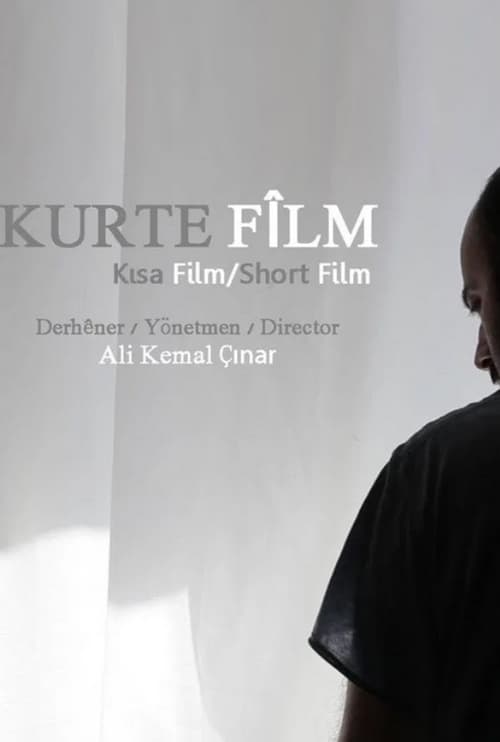 KURTE FÎLM
Kısa Film/Short Film
Derhêner / Yönetmen / Director
Ali Kemal Çınar